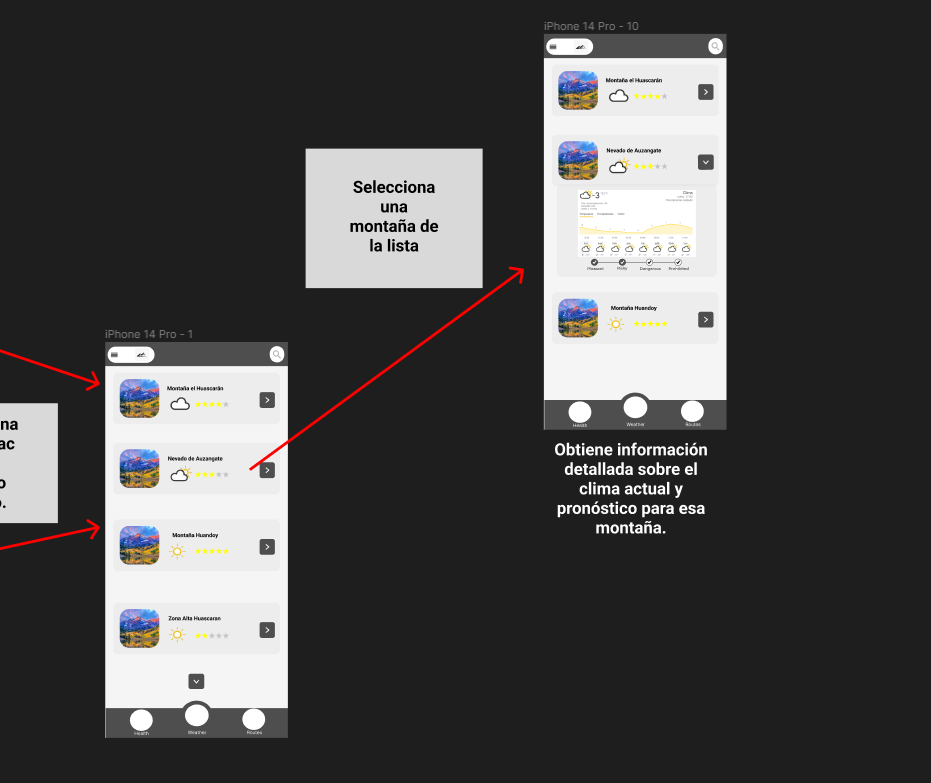 iPhone 14 Pro - 10
Montaña el Huascarán
Nevado de Auzangate
-3
Clima
Pleasant
Risky
Dangerous
Prohibited
Montaña Huandoy
Health
Weather
Routes
Obtiene información
detallada sobre el
clima actual y
pronóstico para esa
montaña.
Selecciona
una
montaña de
la lista
iPhone 14 Pro - 1
Montaña el Huascarán
Nevado de Auzangate
Montaña Huandoy
Zona Alta Huascaran
Health
Weather
Routes
na
ac
o